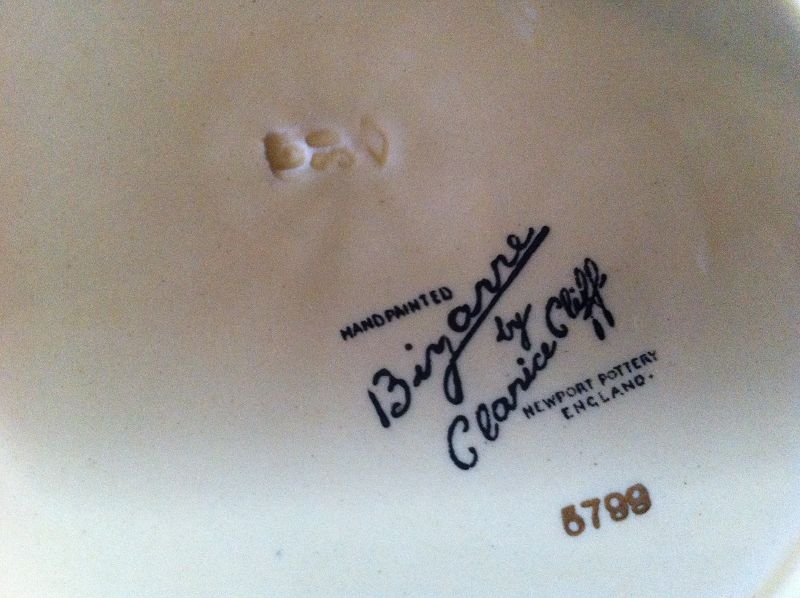 HANDPAINTED
Bizarre
by
Clarice Cliff
NEWPORT POTTERY
ENGLAND.
5799